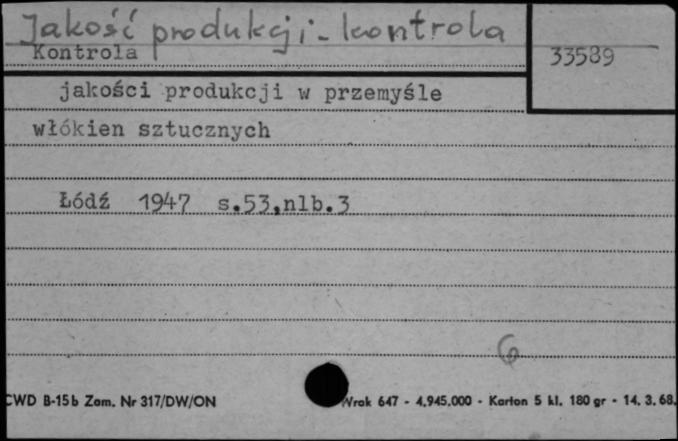 Jakość produkcji - kontrola
Kontrola
33589
jakości produkcji w przemyśle
włókien sztucznych
Łódź 1947 s.53,nlb.3
6
CWD B-15b Zam. Nr 317/DW/ON
Wrak 647 - 4.945.000 - Karton 5 kl. 180 gr - 14. 3. 68.